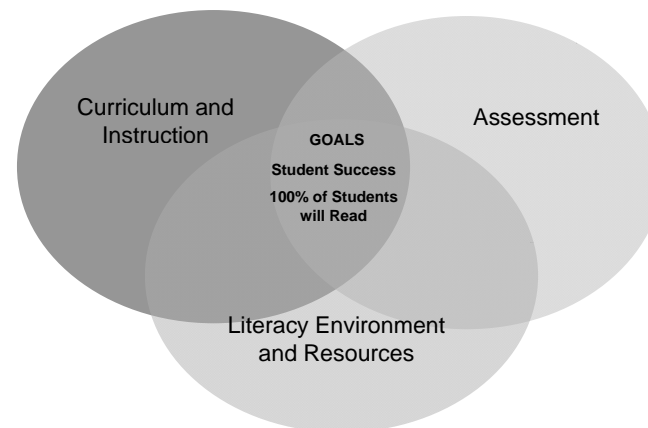 Curriculum and
Instruction
Assessment
GOALS
Student Success
100% of Students
will Read
Literacy Environment
and Resources